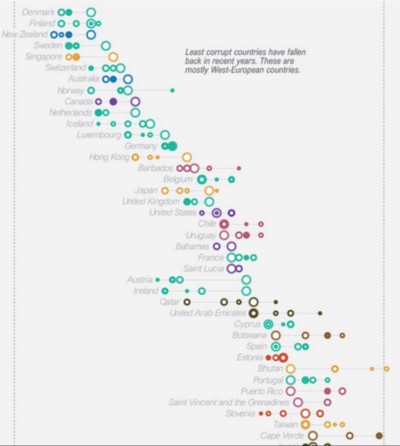 Denmark
Finland
New Zealand
Sweden
Singapore
Switzerland
Australia
Norway
Canada
Netherlands
Iceland
Luxembourg
Germany
Hong Kong
Barbados
Belgium
Japan
United Kingdom
United States
Chile
Uruguay
Bahamas
France
Saint Lucia
Austria
Ireland
Qatar
United Arab Emirates
Cyprus
Botswana
Spain
Estonia
Bhutan
Portugal
Puerto Rico
Saint Vincent and the Grenadines
Slovenia
Taiwan
Cape Verde
Least corrupt countries have fallen
back in recent years. These are
mostly West-European countries.